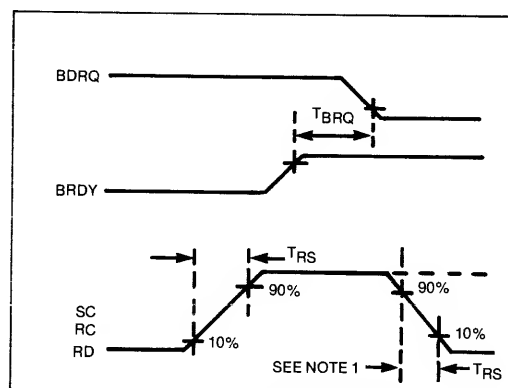 BDRQ
TBRQ
BRDY
TRS
90%
90%
SC
RC
10%
10%
RD
SEE NOTE 1
TRS